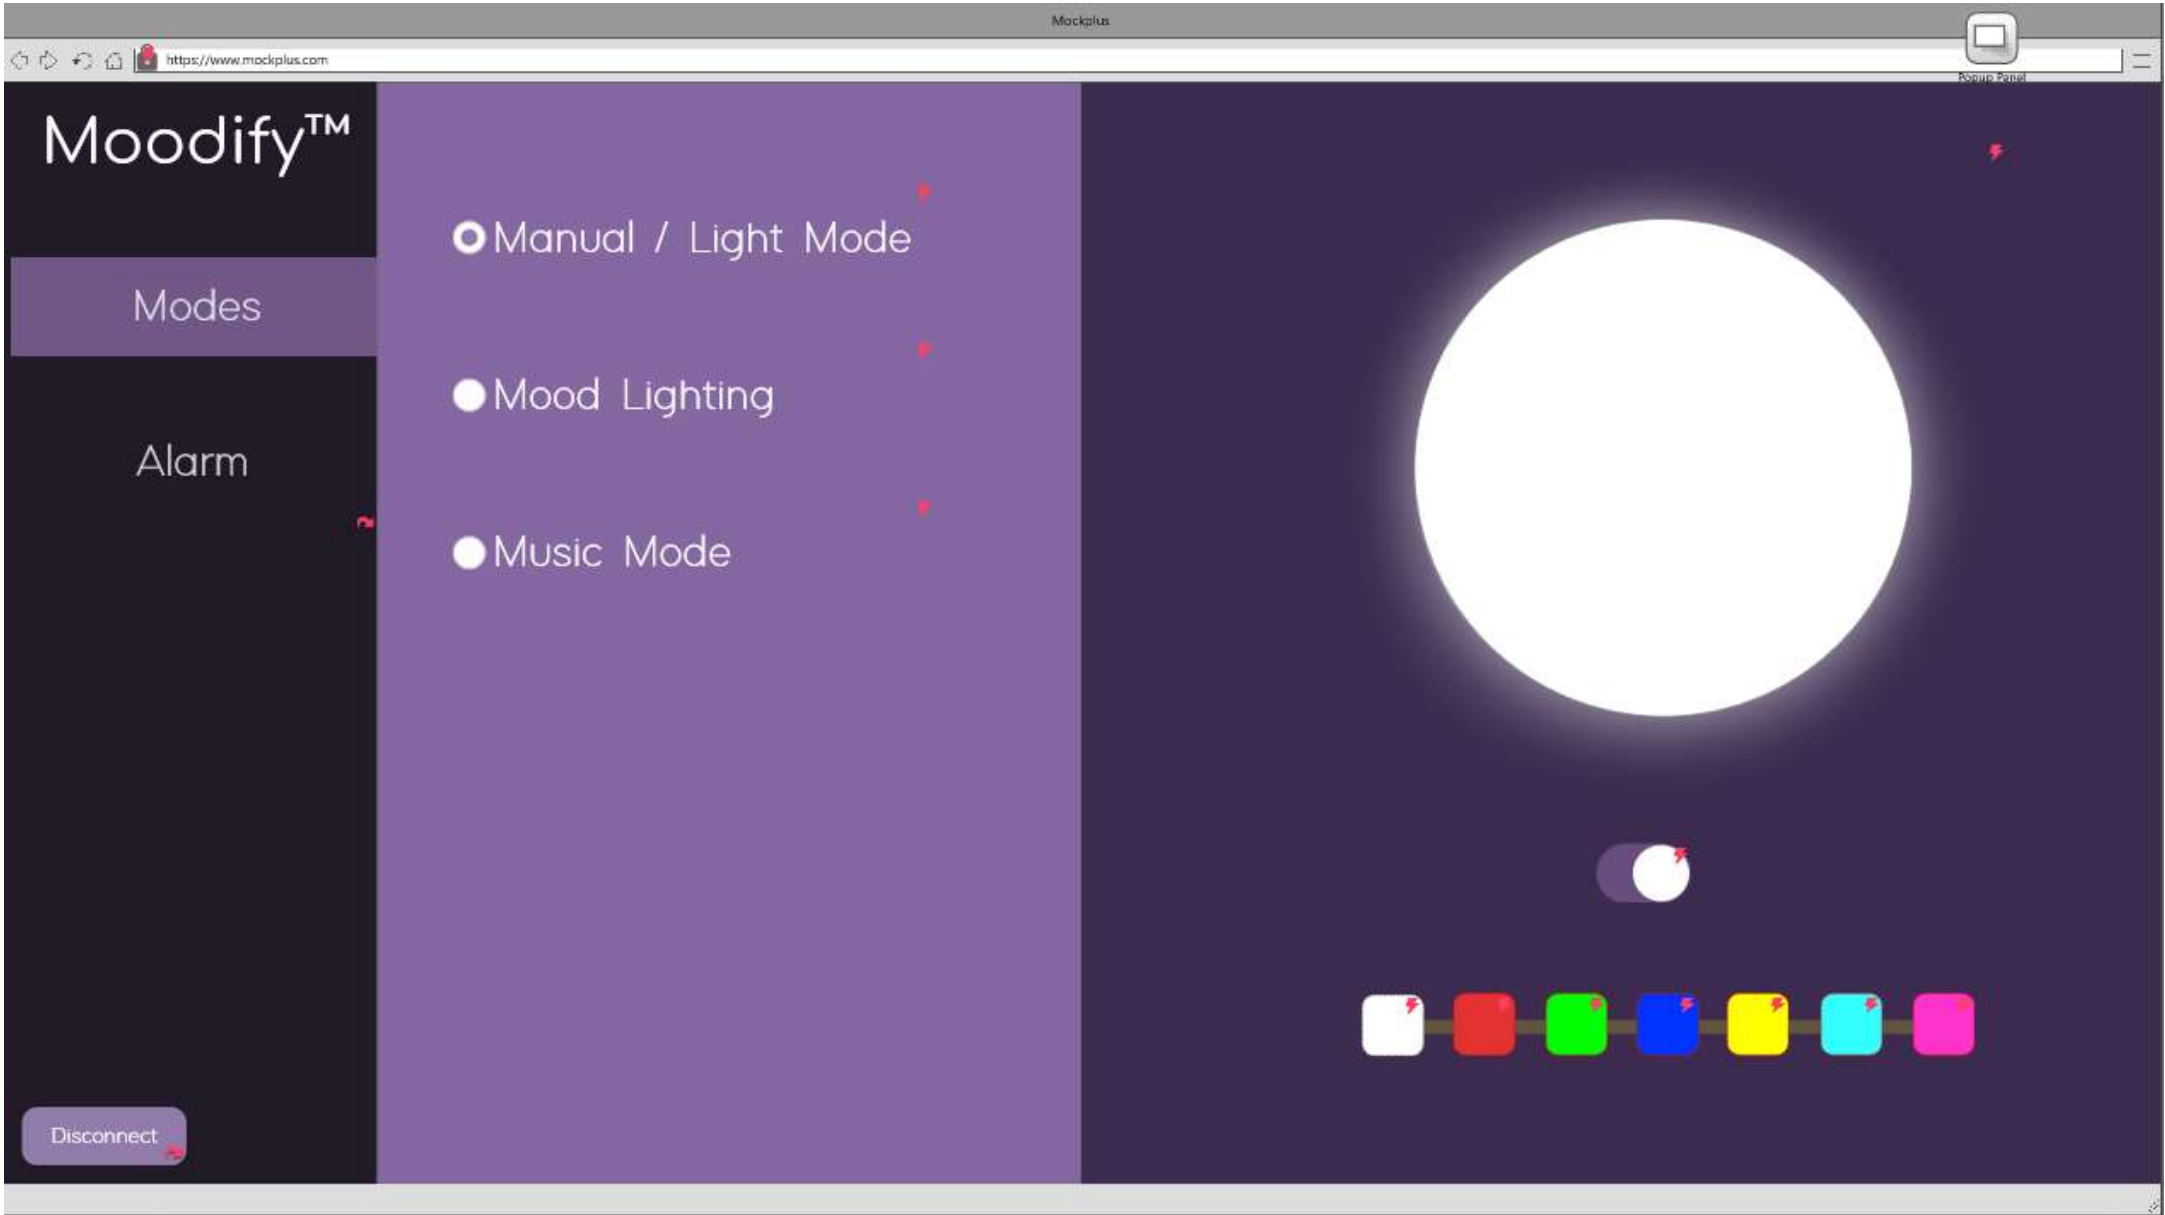 Mockplus
https://www.mockplus.com
Popup Panel
Moodify™
Modes
Alarm
Disconnect
Manual / Light Mode
Mood Lighting
Music Mode